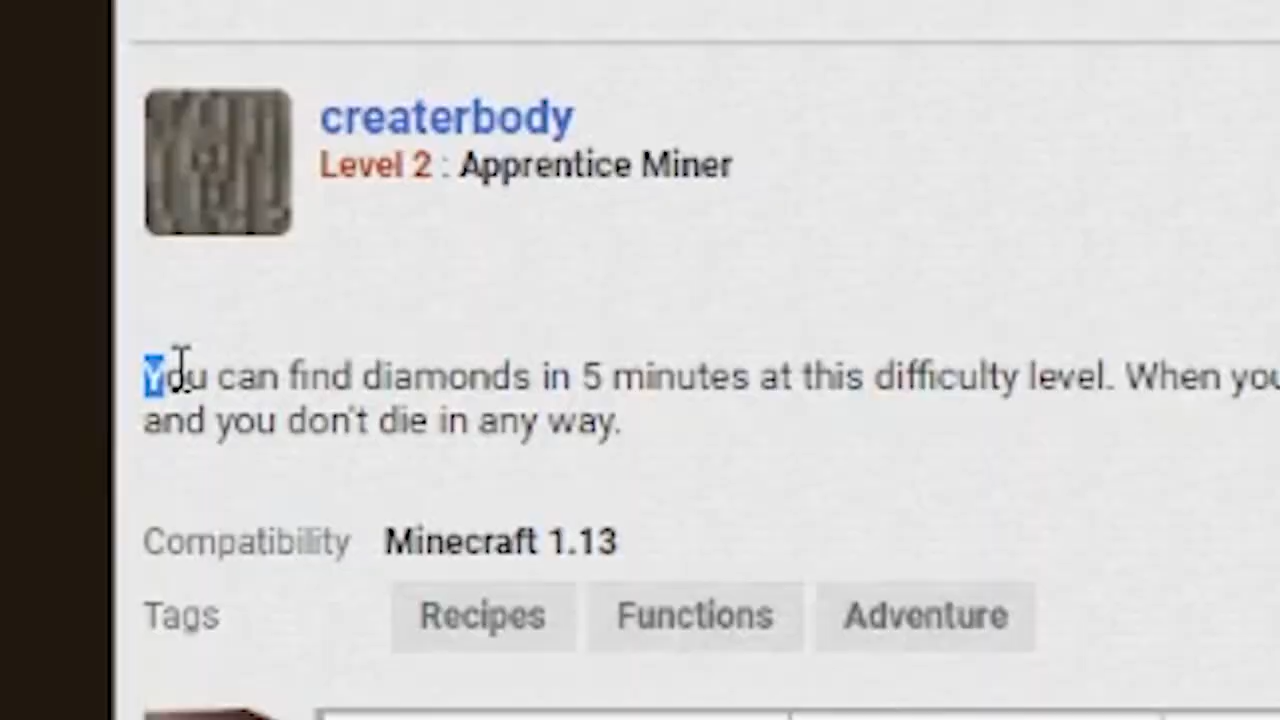 createrbody
Level 2 : Apprentice Miner
You can find diamonds in 5 minutes at this difficulty level. When you
and you don't die in any way.
Compatibility Minecraft 1.13
Tags Recipes Functions Adventure